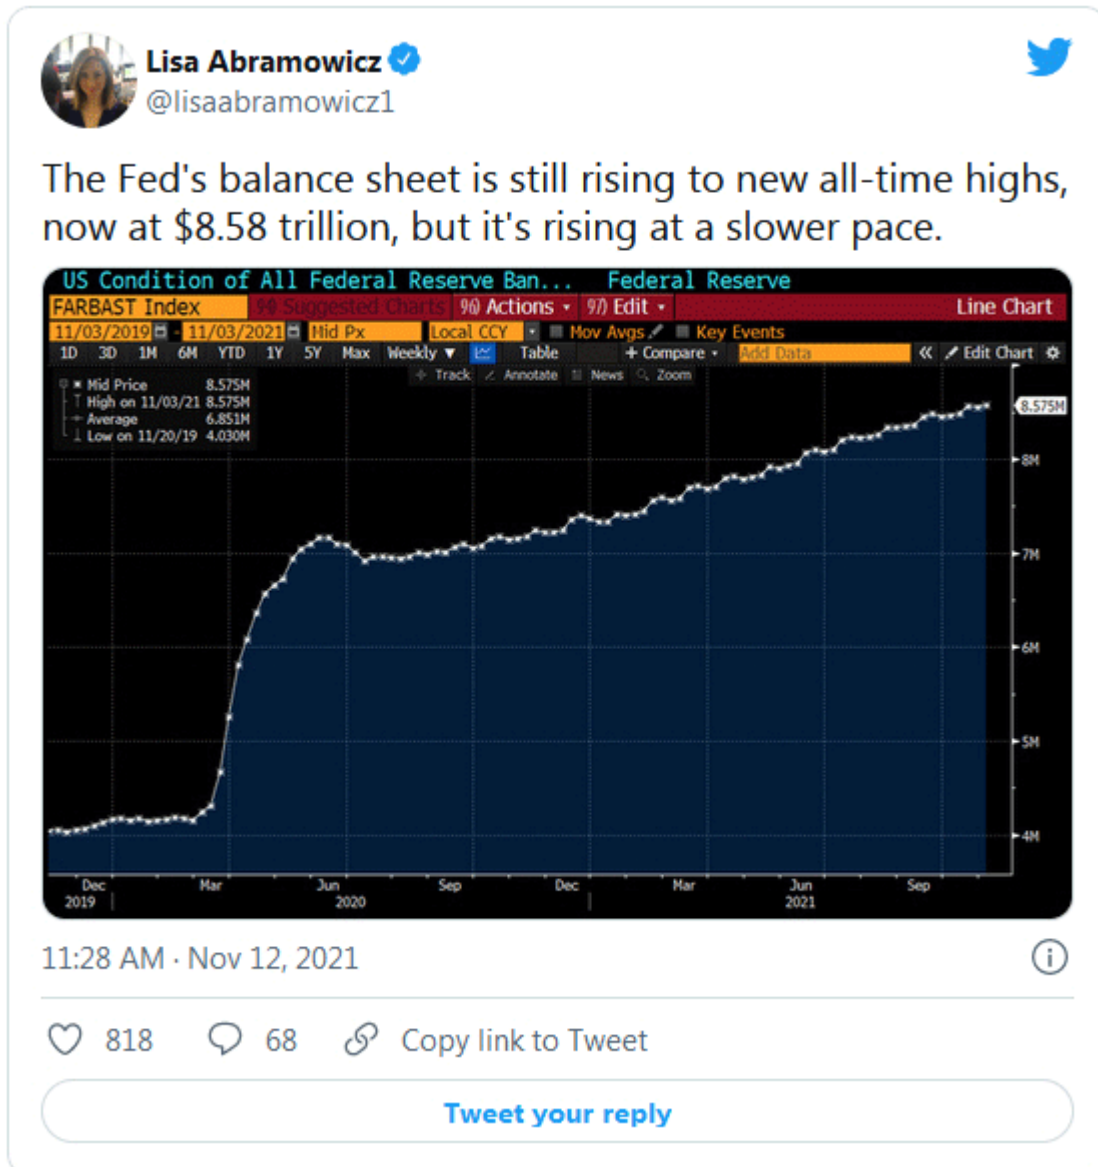 Lisa Abramowicz
@lisaabramowicz1
The Fed's balance sheet is still rising to new all-time highs,
now at $8.58 trillion, but it's rising at a slower pace.
US Condition of All Federal Reserve Ban... Federal Reserve
FARBAST Index 96) Actions 97) Edit Line Chart
11/03/2019 - 11/03/2021 Mid Px Local CCY Mov Avgs Key Events
1D 3D 1M 6M YTD 1Y 5Y Max Weekly ▼ Table + Compare Add Data « Edit Chart
Track Annotate News Zoom
Mid Price 8.575M
High on 11/03/21 8.575M
Average 6.851M
Low on 11/20/19 4.030M
8.575M
8M
7M
6M
5M
4M
Dec Mar Jun Sep Dec Mar Jun Sep
2019 2020 2021
11:28 AM · Nov 12, 2021
818 68 Copy link to Tweet
Tweet your reply